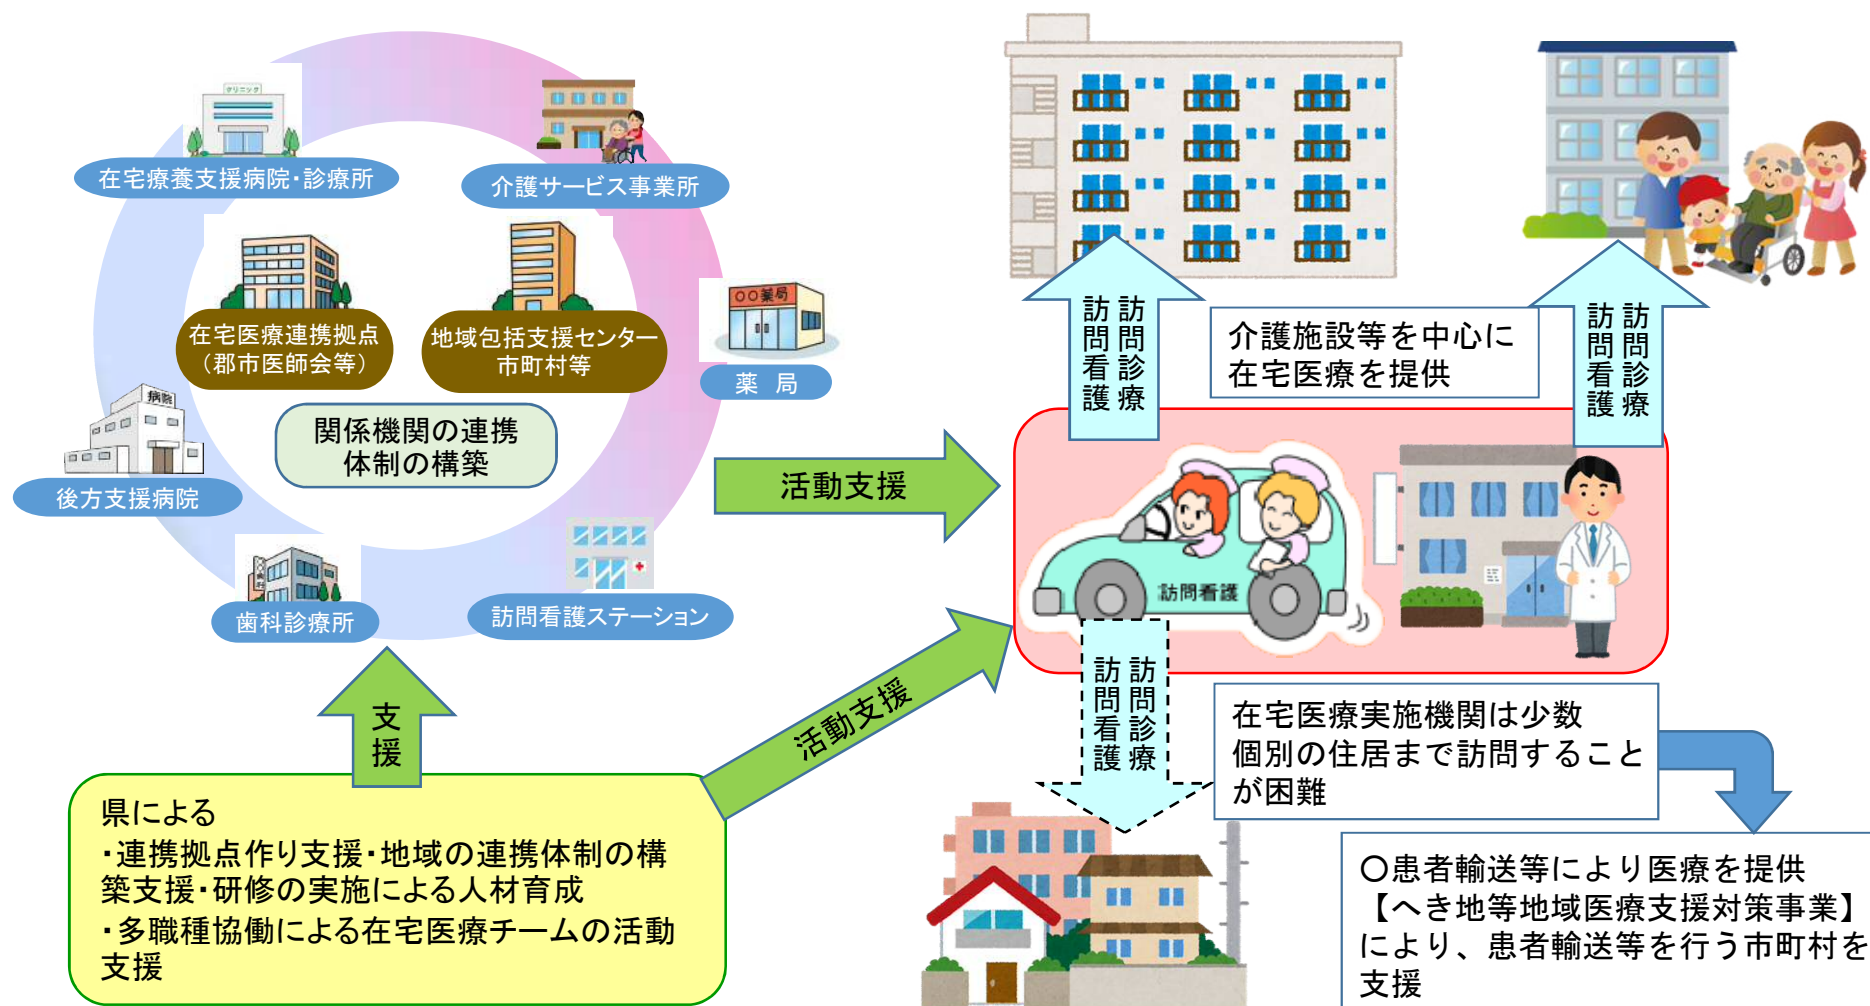 クリニック
在宅療養支援病院・診療所
介護サービス事業所
在宅医療連携拠点
（郡市医師会等）
地域包括支援センター
市町村等
〇〇薬局
薬　局
病院
後方支援病院
関係機関の連携
体制の構築
歯科診療所
訪問看護ステーション
支援
活動支援
活動支援
県による
・連携拠点作り支援・地域の連携体制の構
築支援・研修の実施による人材育成
・多職種協働による在宅医療チームの活動
支援
訪問診療
訪問看護
介護施設等を中心に
在宅医療を提供
訪問診療
訪問看護
訪問看護
訪問診療
訪問看護
在宅医療実施機関は少数
個別の住居まで訪問すること
が困難
〇患者輸送等により医療を提供
【へき地等地域医療支援対策事業】
により、患者輸送等を行う市町村を
支援